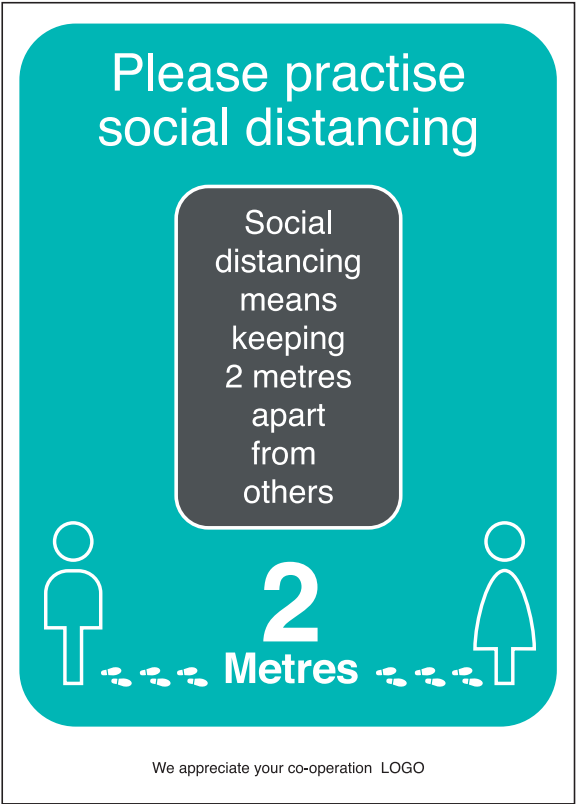 Please practise
social distancing
Social
distancing
means
keeping
2 metres
apart
from
others
2
Metres
We appreciate your co-operation LOGO